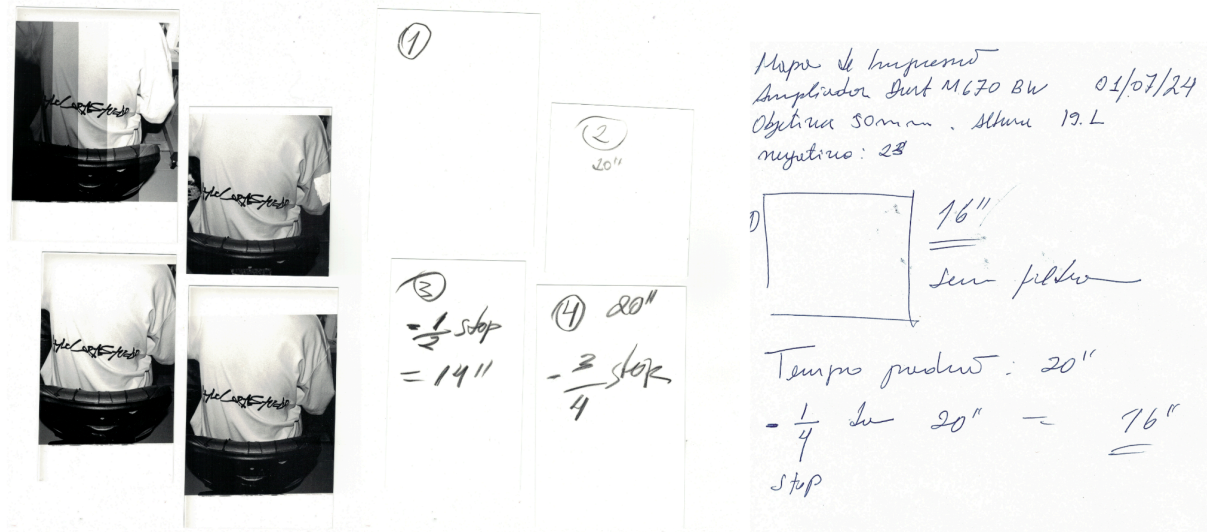 1
2
20"
3
- 1/2 stop
= 14"
4 20"
- 3/4 stop
Mapa de Impressão
Ampliador Durst M670 BW 01/07/24
Objetiva 50mm . Altura 19.L
negativo: 23
1)
16"
sem filtro
Tempo padrão : 20"
- 1/4 de 20" = 16"
stop